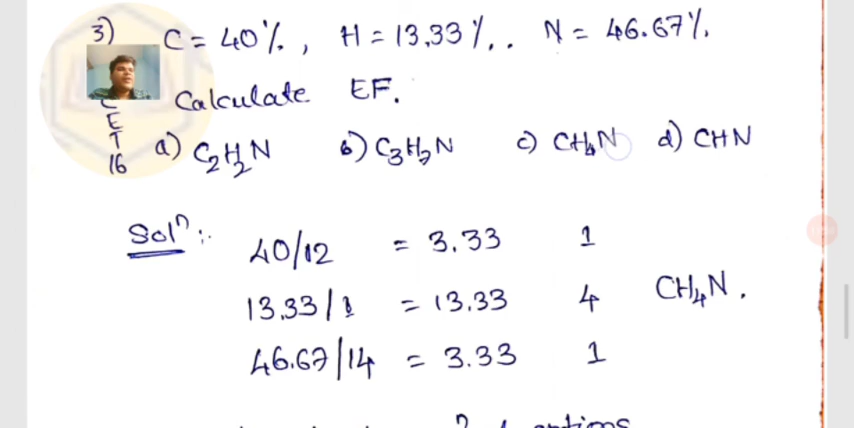 3) C = 40%, H = 13.33%.. N = 46.67%.
Calculate EF.
E
T
16
a) C2H2N b) C3H7N c) CH4N d) CHN
Solⁿ:.
40/12 = 3.33 1
13.33/1 = 13.33 4 CH4N.
46.67/14 = 3.33 1